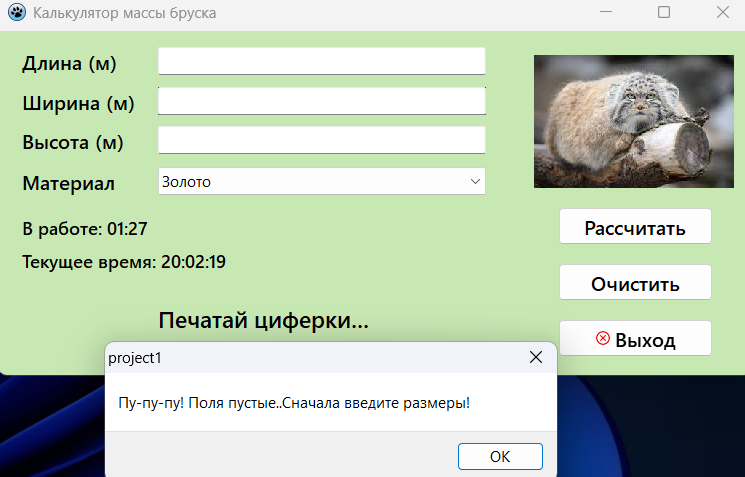 Калькулятор массы бруска
Длина (м)
Ширина (м)
Высота (м)
Материал
Золото
В работе: 01:27
Текущее время: 20:02:19
Печатай циферки...
Рассчитать
Очистить
Выход
project1
Пу-пу-пу! Поля пустые..Сначала введите размеры!
OK